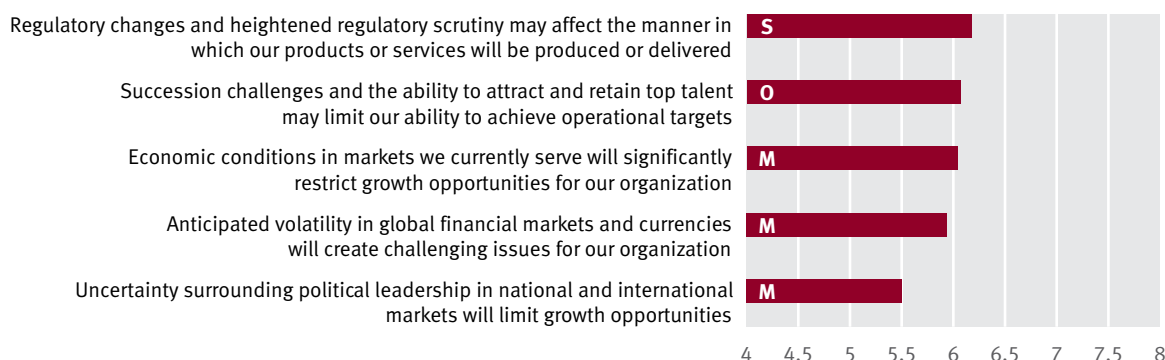 Regulatory changes and heightened regulatory scrutiny may affect the manner in
which our products or services will be produced or delivered
S
Succession challenges and the ability to attract and retain top talent
may limit our ability to achieve operational targets
O
Economic conditions in markets we currently serve will significantly
restrict growth opportunities for our organization
M
Anticipated volatility in global financial markets and currencies
will create challenging issues for our organization
M
Uncertainty surrounding political leadership in national and international
markets will limit growth opportunities
M
4 4.5 5 5.5 6 6.5 7 7.5 8